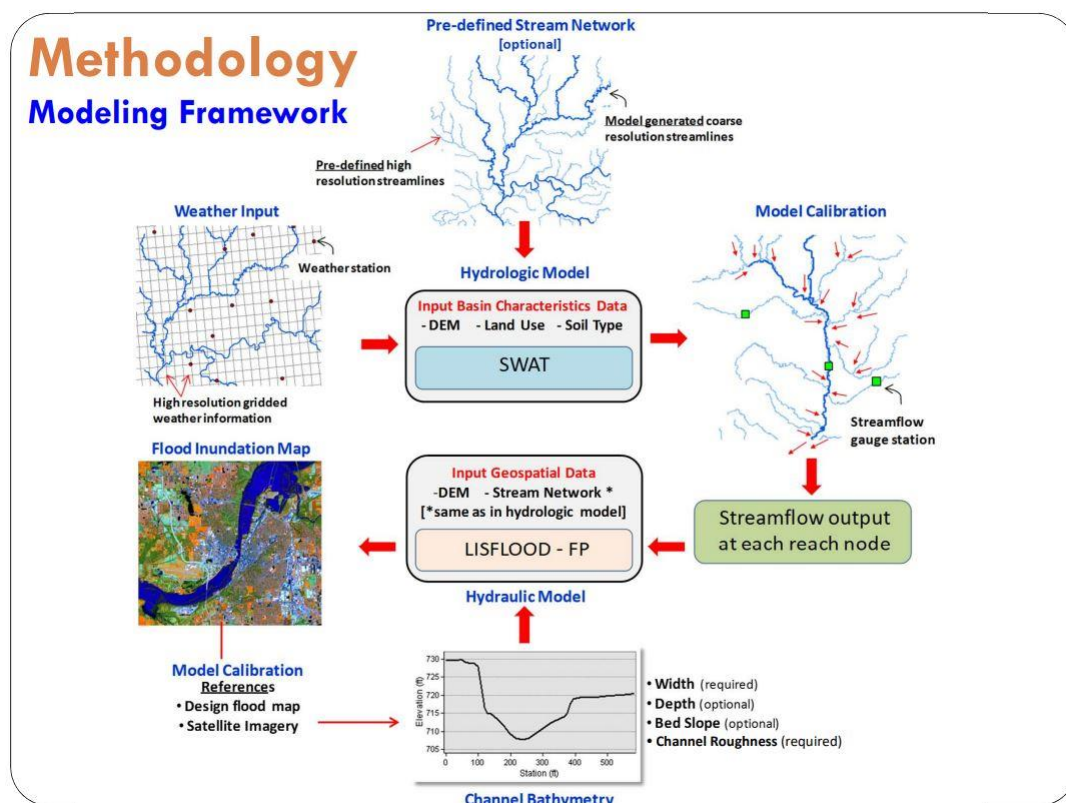 Methodology
Modeling Framework
Pre-defined Stream Network
[optional]
Model generated coarse
resolution streamlines
Pre-defined high
resolution streamlines
Weather Input
Weather station
High resolution gridded
weather information
Hydrologic Model
Input Basin Characteristics Data
- DEM - Land Use - Soil Type
SWAT
Model Calibration
Streamflow
gauge station
Streamflow output
at each reach node
Input Geospatial Data
-DEM - Stream Network *
[*same as in hydrologic model]
LISFLOOD - FP
Hydraulic Model
Flood Inundation Map
Model Calibration
References
• Design flood map
• Satellite Imagery
Elevation (ft)
730
725
720
715
710
705
0 100 200 300 400 500
Station (ft)
• Width (required)
• Depth (optional)
• Bed Slope (optional)
• Channel Roughness (required)
Channel Bathymetry